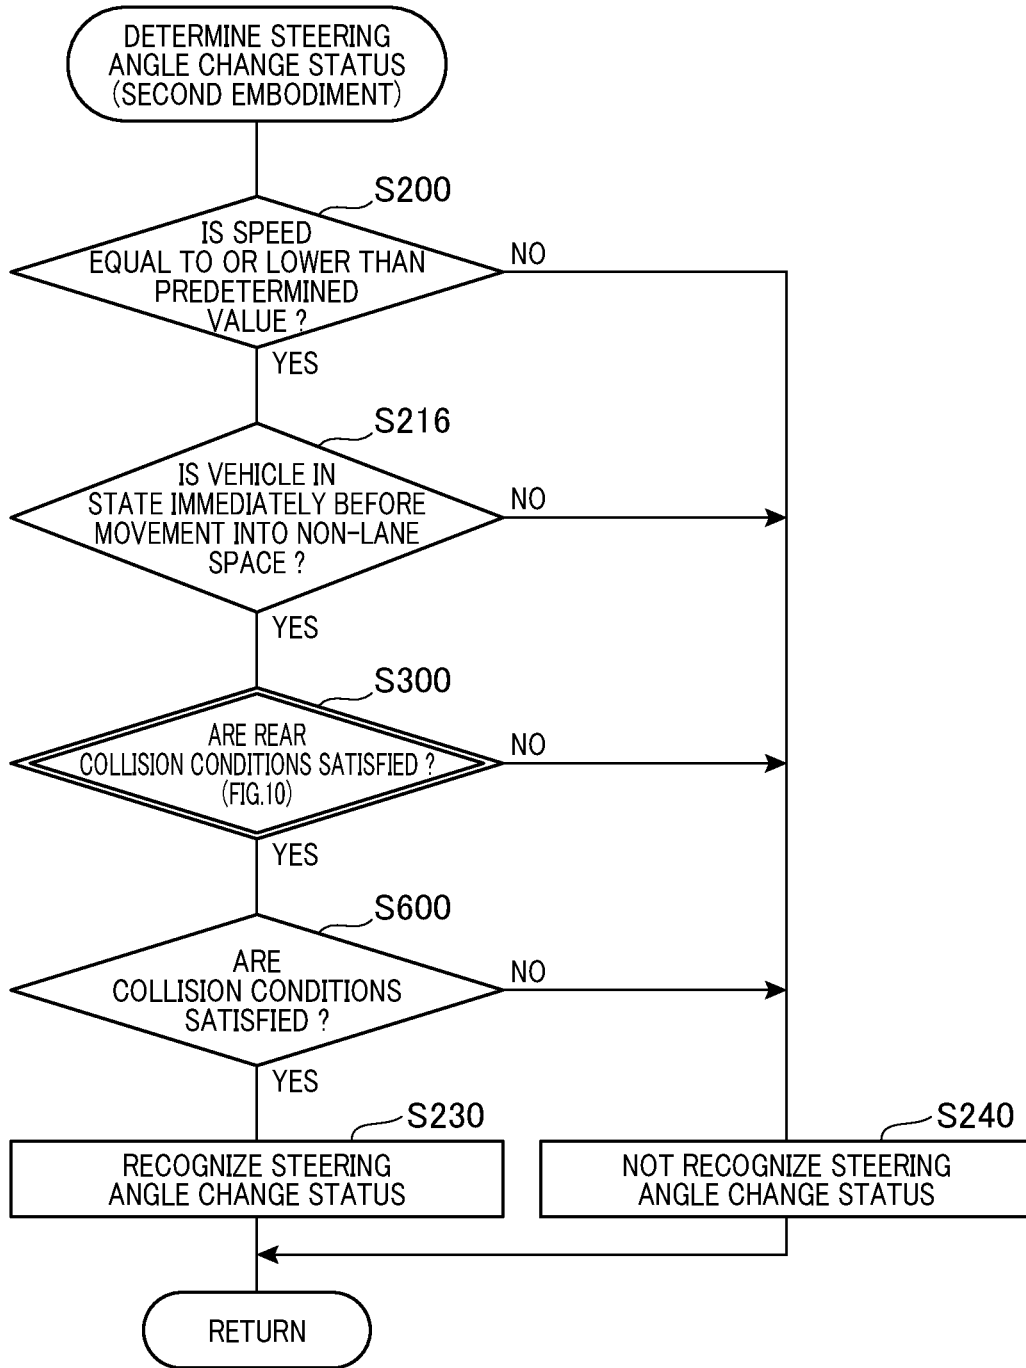 DETERMINE STEERING
ANGLE CHANGE STATUS
(SECOND EMBODIMENT)
S200
IS SPEED
EQUAL TO OR LOWER THAN
PREDETERMINED
VALUE ?
NO
YES
S216
IS VEHICLE IN
STATE IMMEDIATELY BEFORE
MOVEMENT INTO NON-LANE
SPACE ?
NO
YES
S300
ARE REAR
COLLISION CONDITIONS SATISFIED ?
(FIG.10)
NO
YES
S600
ARE
COLLISION CONDITIONS
SATISFIED ?
NO
YES
S230
RECOGNIZE STEERING
ANGLE CHANGE STATUS
S240
NOT RECOGNIZE STEERING
ANGLE CHANGE STATUS
RETURN